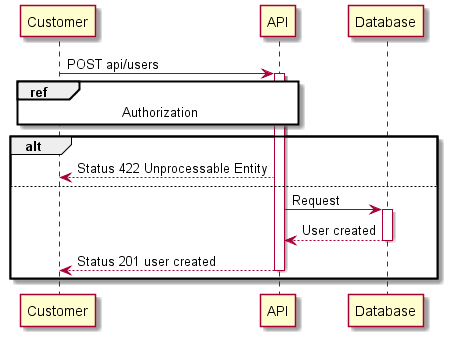 Customer API Database
POST api/users
ref
Authorization
alt
Status 422 Unprocessable Entity
Request
User created
Status 201 user created
Customer API Database